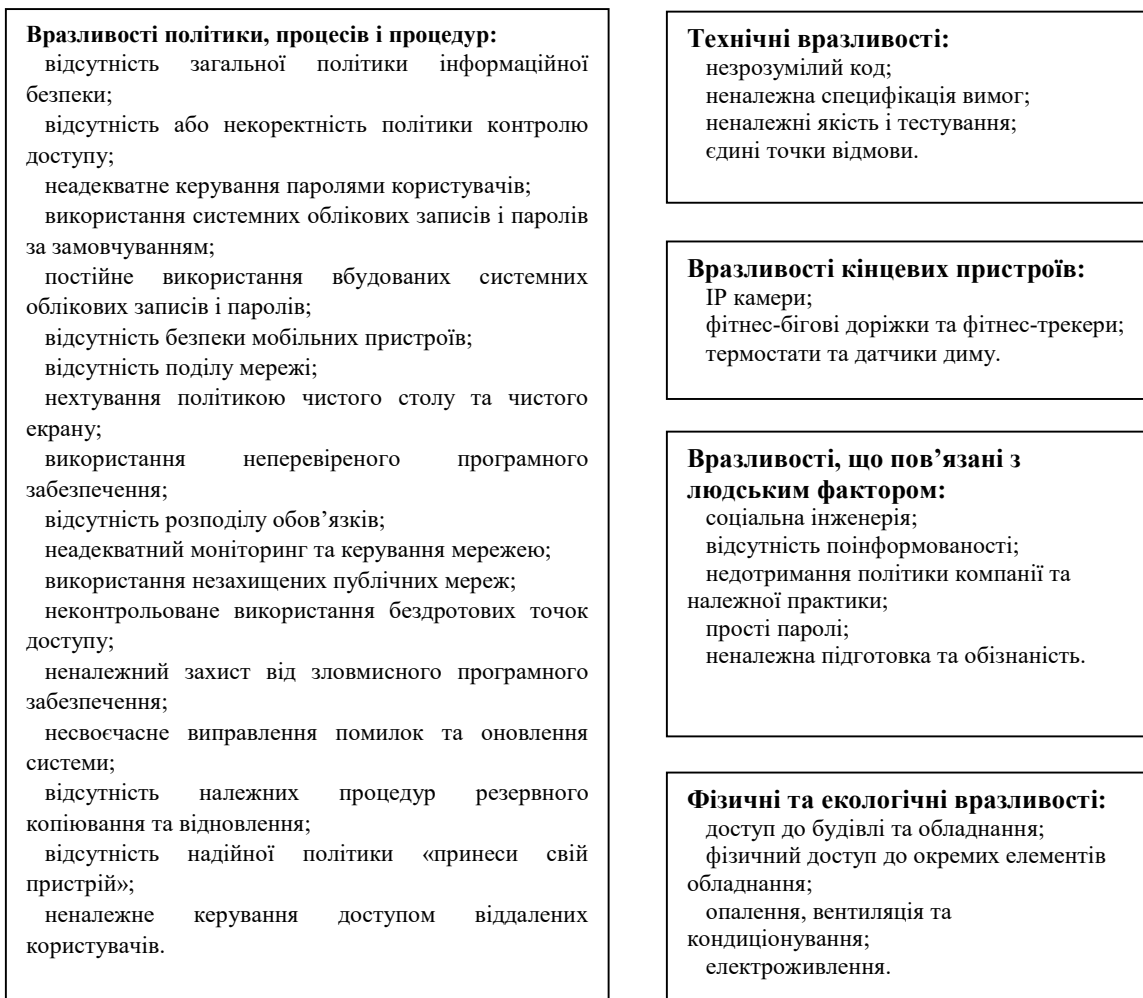 Вразливості політики, процесів і процедур:
відсутність загальної політики інформаційної
безпеки;
відсутність або некоректність політики контролю
доступу;
неадекватне керування паролями користувачів;
використання системних облікових записів і паролів
за замовчуванням;
постійне використання вбудованих системних
облікових записів і паролів;
відсутність безпеки мобільних пристроїв;
відсутність поділу мережі;
нехтування політикою чистого столу та чистого
екрану;
використання неперевіреного програмного
забезпечення;
відсутність розподілу обов’язків;
неадекватний моніторинг та керування мережею;
використання незахищених публічних мереж;
неконтрольоване використання бездротових точок
доступу;
неналежний захист від зловмисного програмного
забезпечення;
несвоєчасне виправлення помилок та оновлення
системи;
відсутність належних процедур резервного
копіювання та відновлення;
відсутність надійної політики «принеси свій
пристрій»;
неналежне керування доступом віддалених
користувачів.
Технічні вразливості:
незрозумілий код;
неналежна специфікація вимог;
неналежні якість і тестування;
єдині точки відмови.
Вразливості кінцевих пристроїв:
IP камери;
фітнес-бігові доріжки та фітнес-трекери;
термостати та датчики диму.
Вразливості, що пов’язані з
людським фактором:
соціальна інженерія;
відсутність поінформованості;
недотримання політики компанії та
належної практики;
прості паролі;
неналежна підготовка та обізнаність.
Фізичні та екологічні вразливості:
доступ до будівлі та обладнання;
фізичний доступ до окремих елементів
обладнання;
опалення, вентиляція та
кондиціонування;
електроживлення.